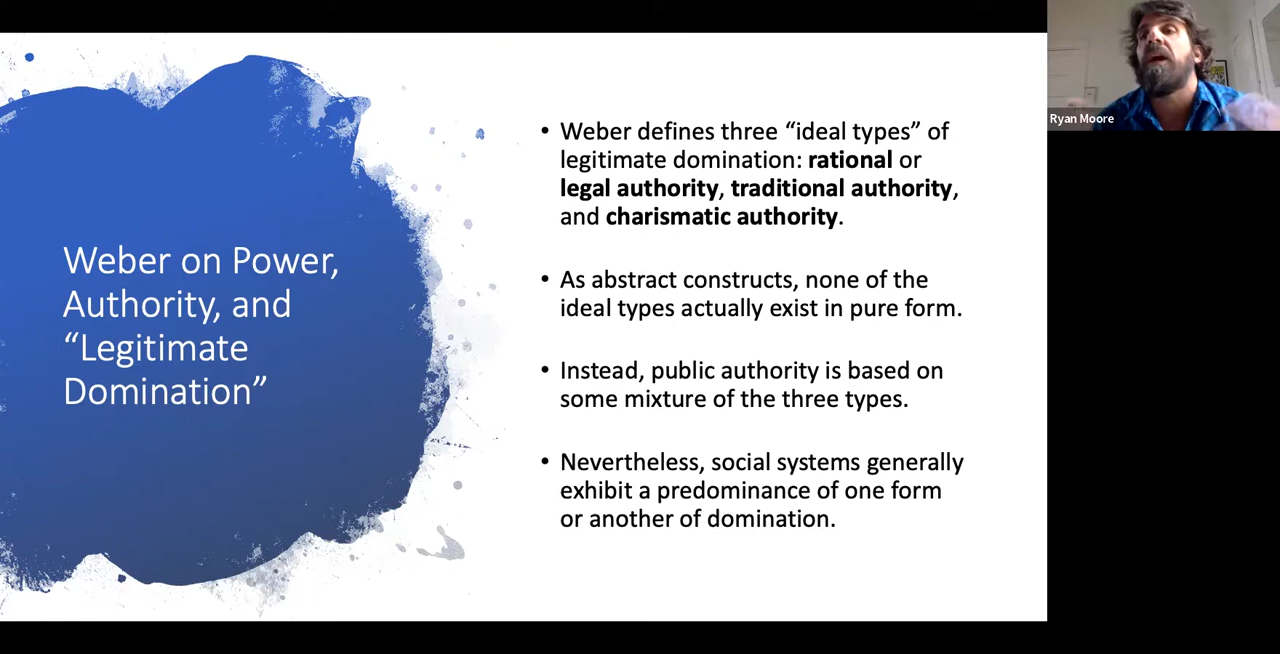 Weber on Power,
Authority, and
“Legitimate
Domination”
• Weber defines three “ideal types” of
legitimate domination: rational or
legal authority, traditional authority,
and charismatic authority.
• As abstract constructs, none of the
ideal types actually exist in pure form.
• Instead, public authority is based on
some mixture of the three types.
• Nevertheless, social systems generally
exhibit a predominance of one form
or another of domination.
Ryan Moore